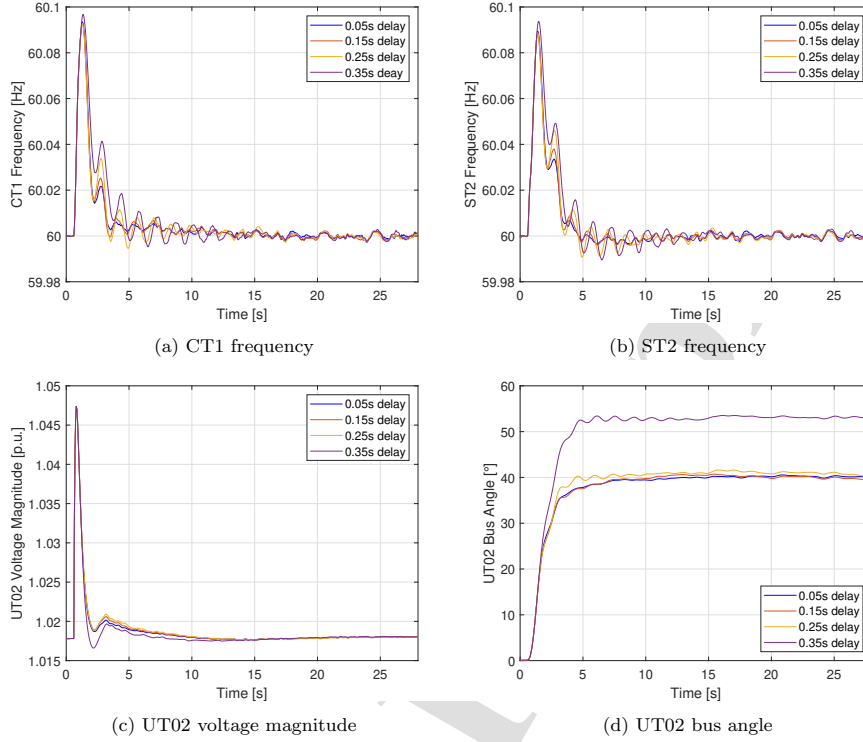 60.1
60.08
60.06
60.04
60.02
60
59.98
CT1 Frequency [Hz]
0.05s delay
0.15s delay
0.25s delay
0.35s deay
0 5 10 15 20 25
Time [s]
(a) CT1 frequency
60.1
60.08
60.06
60.04
60.02
60
59.98
ST2 Frequency [Hz]
0.05s delay
0.15s delay
0.25s delay
0.35s delay
0 5 10 15 20 25
Time [s]
(b) ST2 frequency
1.05
1.045
1.04
1.035
1.03
1.025
1.02
1.015
UT02 Voltage Magnitude [p.u.]
0.05s delay
0.15s delay
0.25s delay
0.35s delay
0 5 10 15 20 25
Time [s]
(c) UT02 voltage magnitude
60
50
40
30
20
10
0
UT02 Bus Angle [°]
0.05s delay
0.15s delay
0.25s delay
0.35s delay
0 5 10 15 20 25
Time [s]
(d) UT02 bus angle